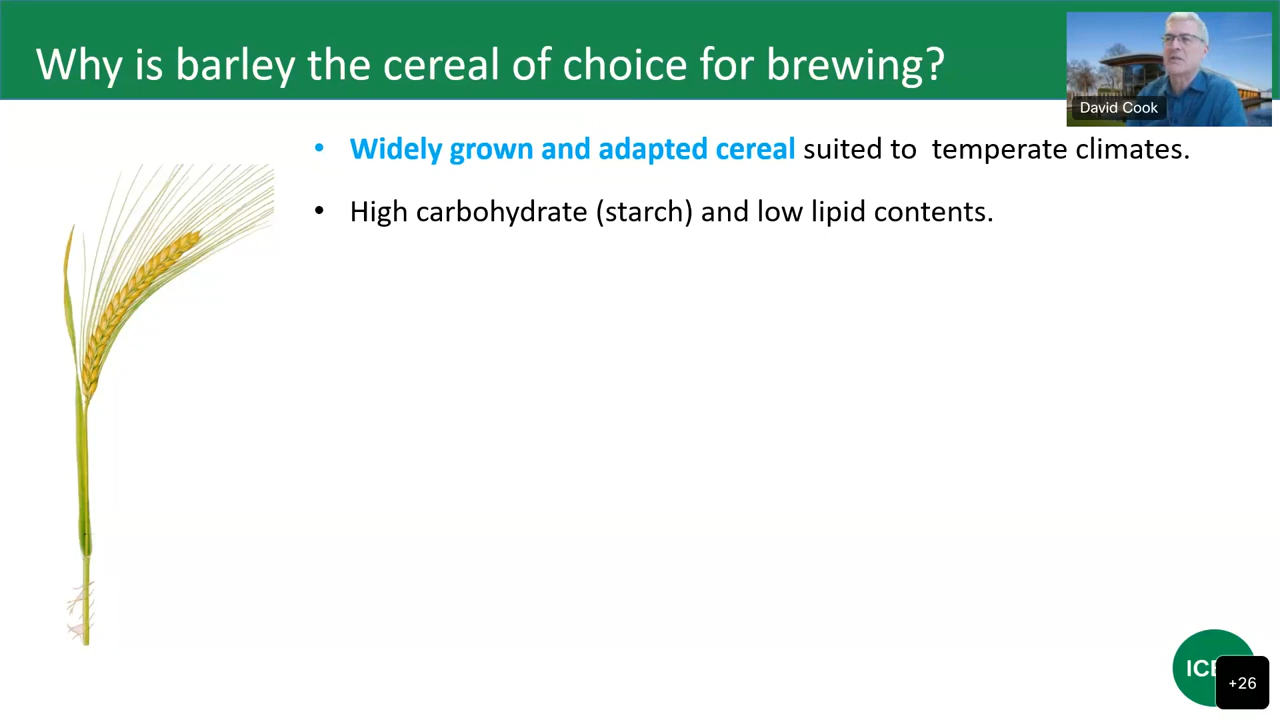 Why is barley the cereal of choice for brewing?
David Cook
• Widely grown and adapted cereal suited to temperate climates.
• High carbohydrate (starch) and low lipid contents.
+26